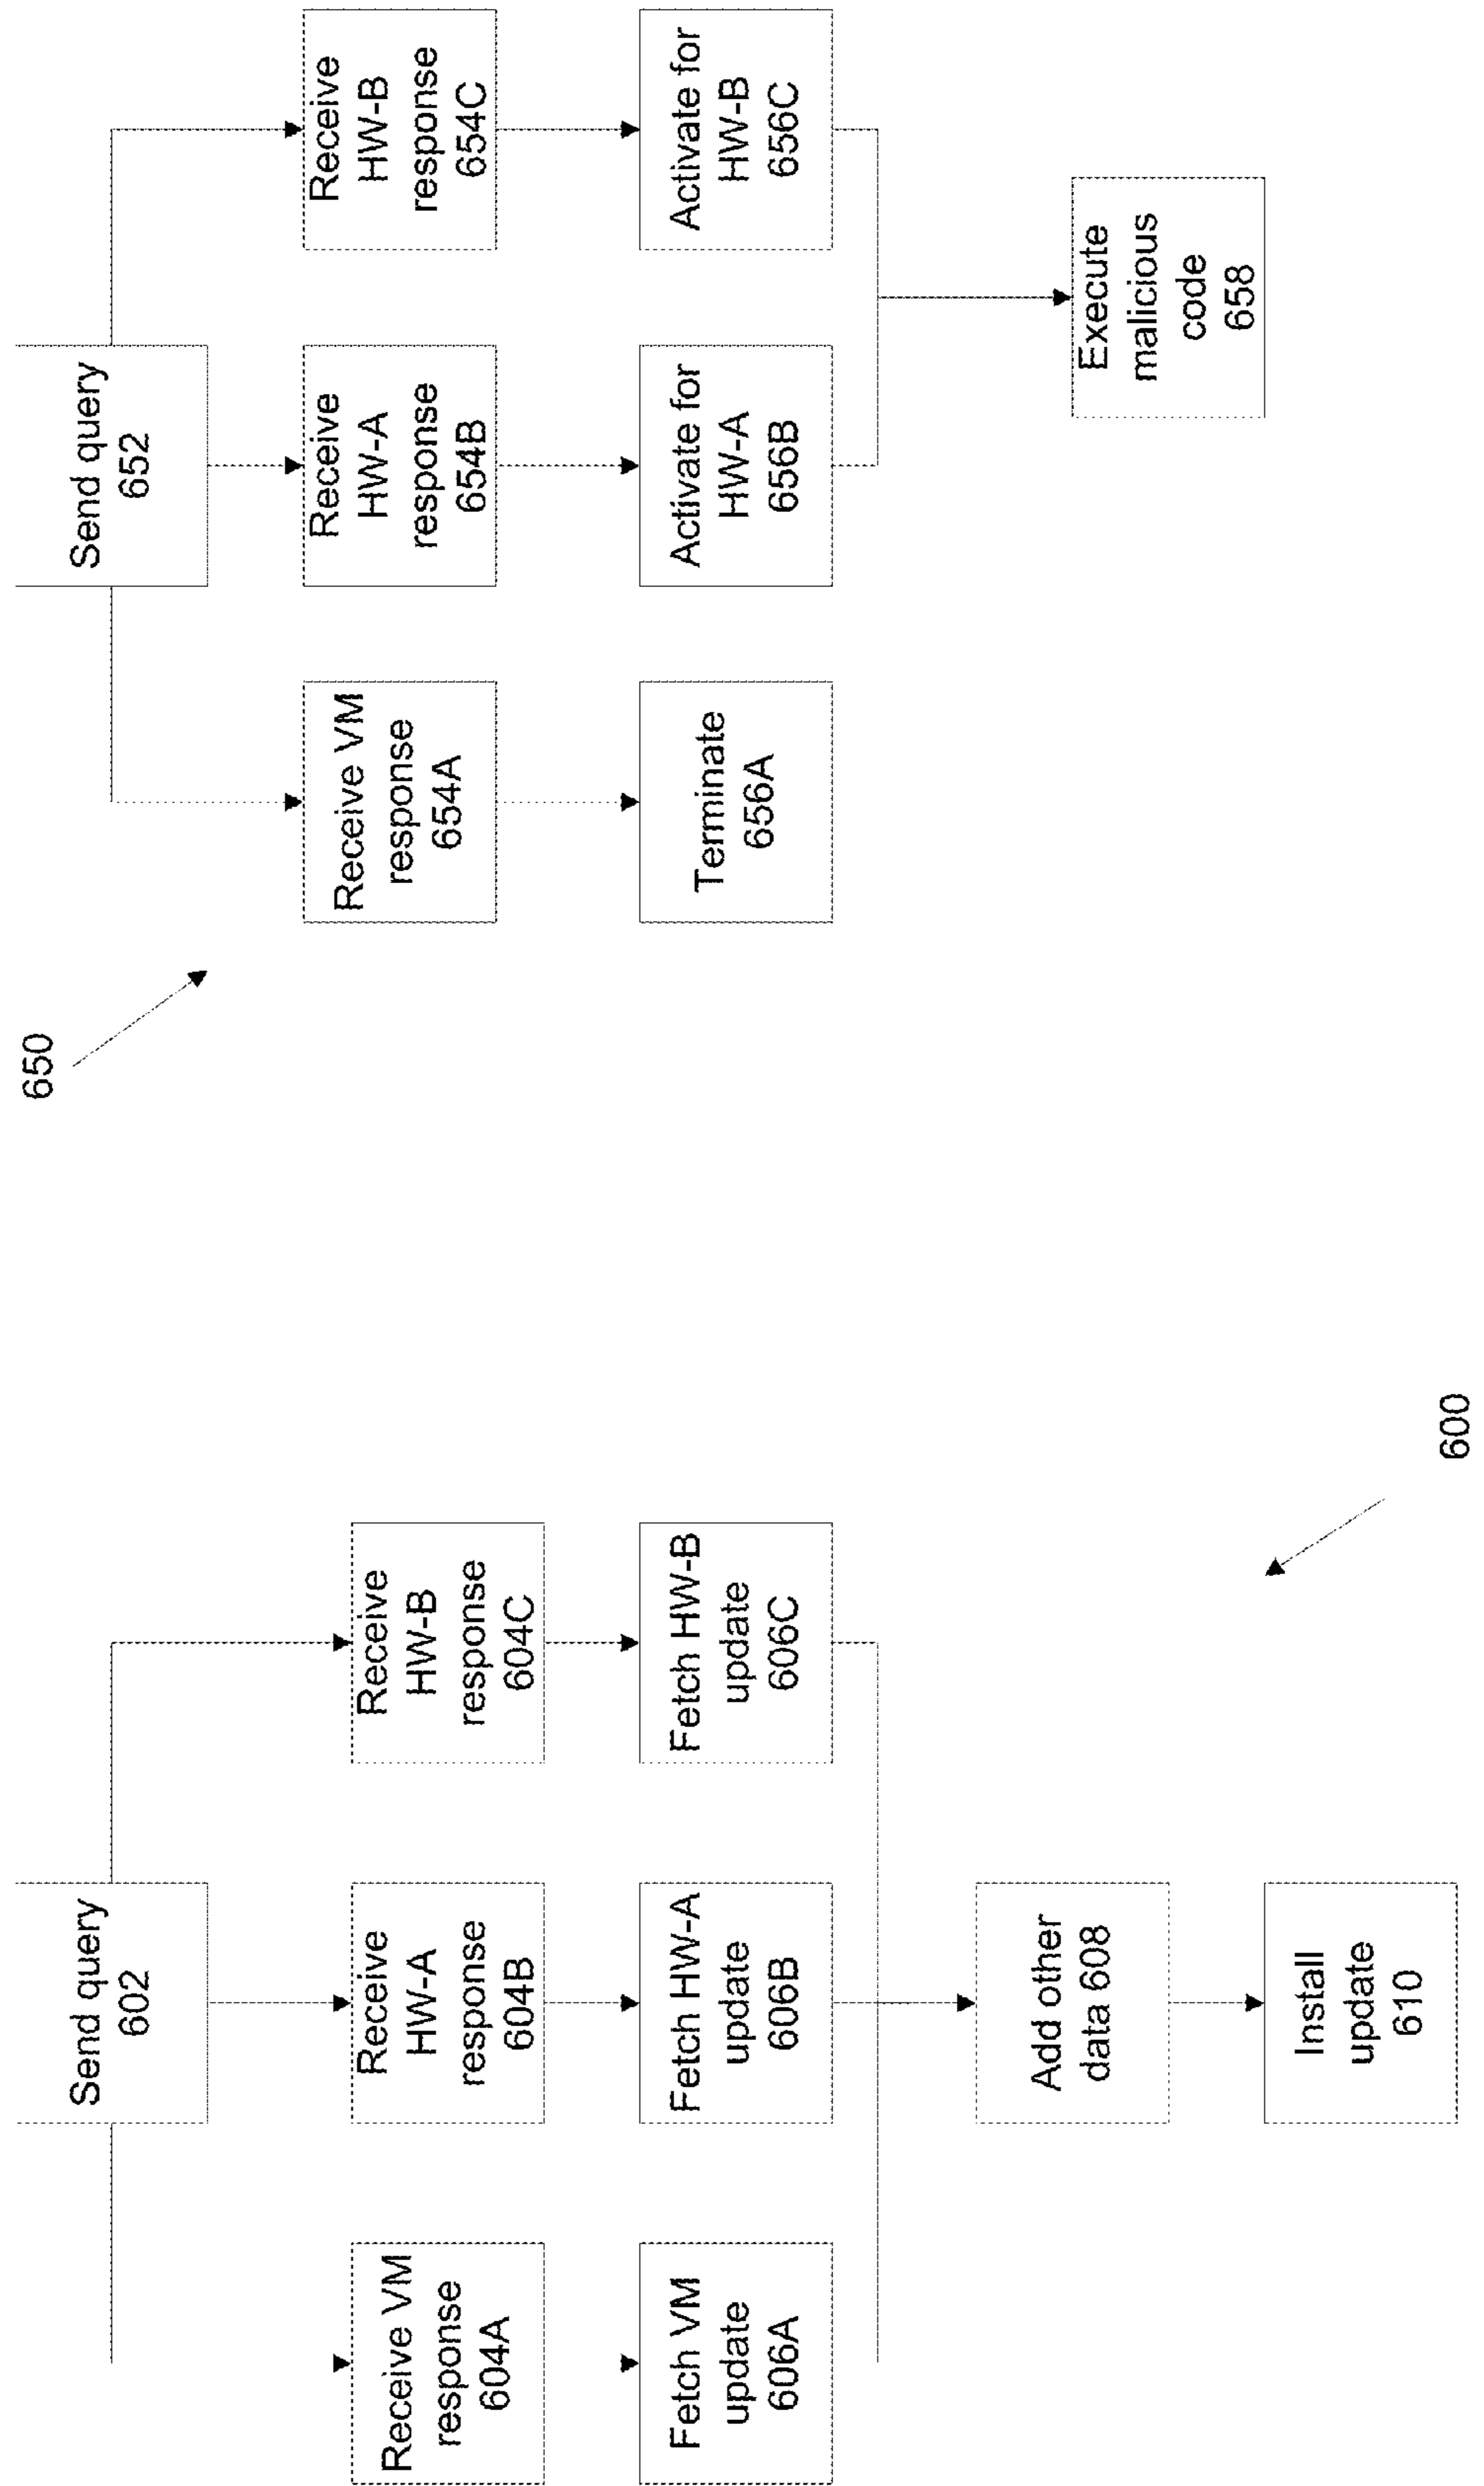 Send query
602
Receive VM
response
604A
Receive
HW-A
response
604B
Receive
HW-B
response
604C
Fetch VM
update
606A
Fetch HW-A
update
606B
Fetch HW-B
update
606C
Add other
data 608
Install
update
610
600
650
Send query
652
Receive VM
response
654A
Receive
HW-A
response
654B
Receive
HW-B
response
654C
Terminate
656A
Activate for
HW-A
656B
Activate for
HW-B
656C
Execute
malicious
code
658